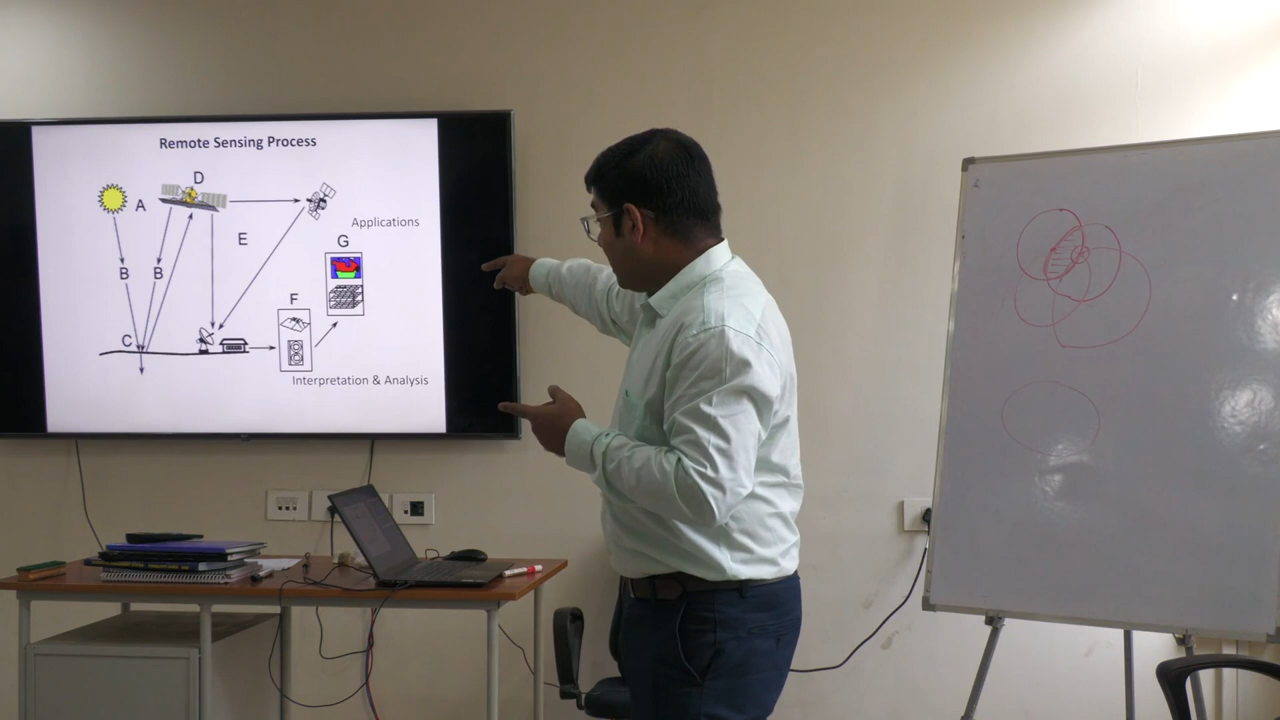 Remote Sensing Process
D
A
Applications
E
G
B B
F
C
Interpretation & Analysis